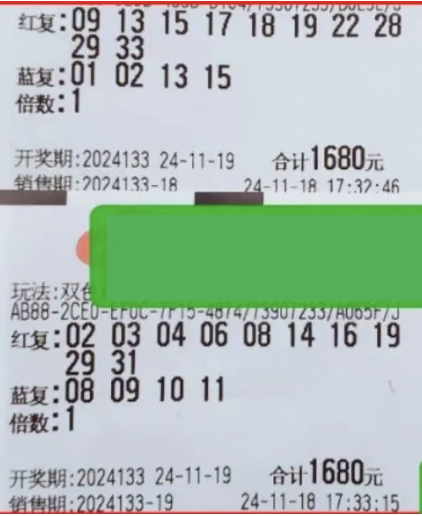 红复:09 13 15 17 18 19 22 28
29 33
蓝复:01 02 13 15
倍数:1
开奖期:2024133 24-11-19 合计1680元
销售期:2024133-18 24-11-18 17:32:46
玩法:双色
AB88-2CE0-EF0C-7F15-4874/73907233/A065F/J
红复:02 03 04 06 08 14 16 19
29 31
蓝复:08 09 10 11
倍数:1
开奖期:2024133 24-11-19 合计1680元
销售期:2024133-19 24-11-18 17:33:15